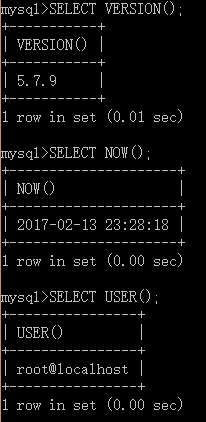 mysql>SELECT VERSION();
+-----------+
| VERSION() |
+-----------+
| 5.7.9     |
+-----------+
1 row in set (0.01 sec)
mysql>SELECT NOW();
+---------------------+
| NOW()               |
+---------------------+
| 2017-02-13 23:28:18 |
+---------------------+
1 row in set (0.00 sec)
mysql>SELECT USER();
+----------------+
| USER()         |
+----------------+
| root@localhost |
+----------------+
1 row in set (0.00 sec)